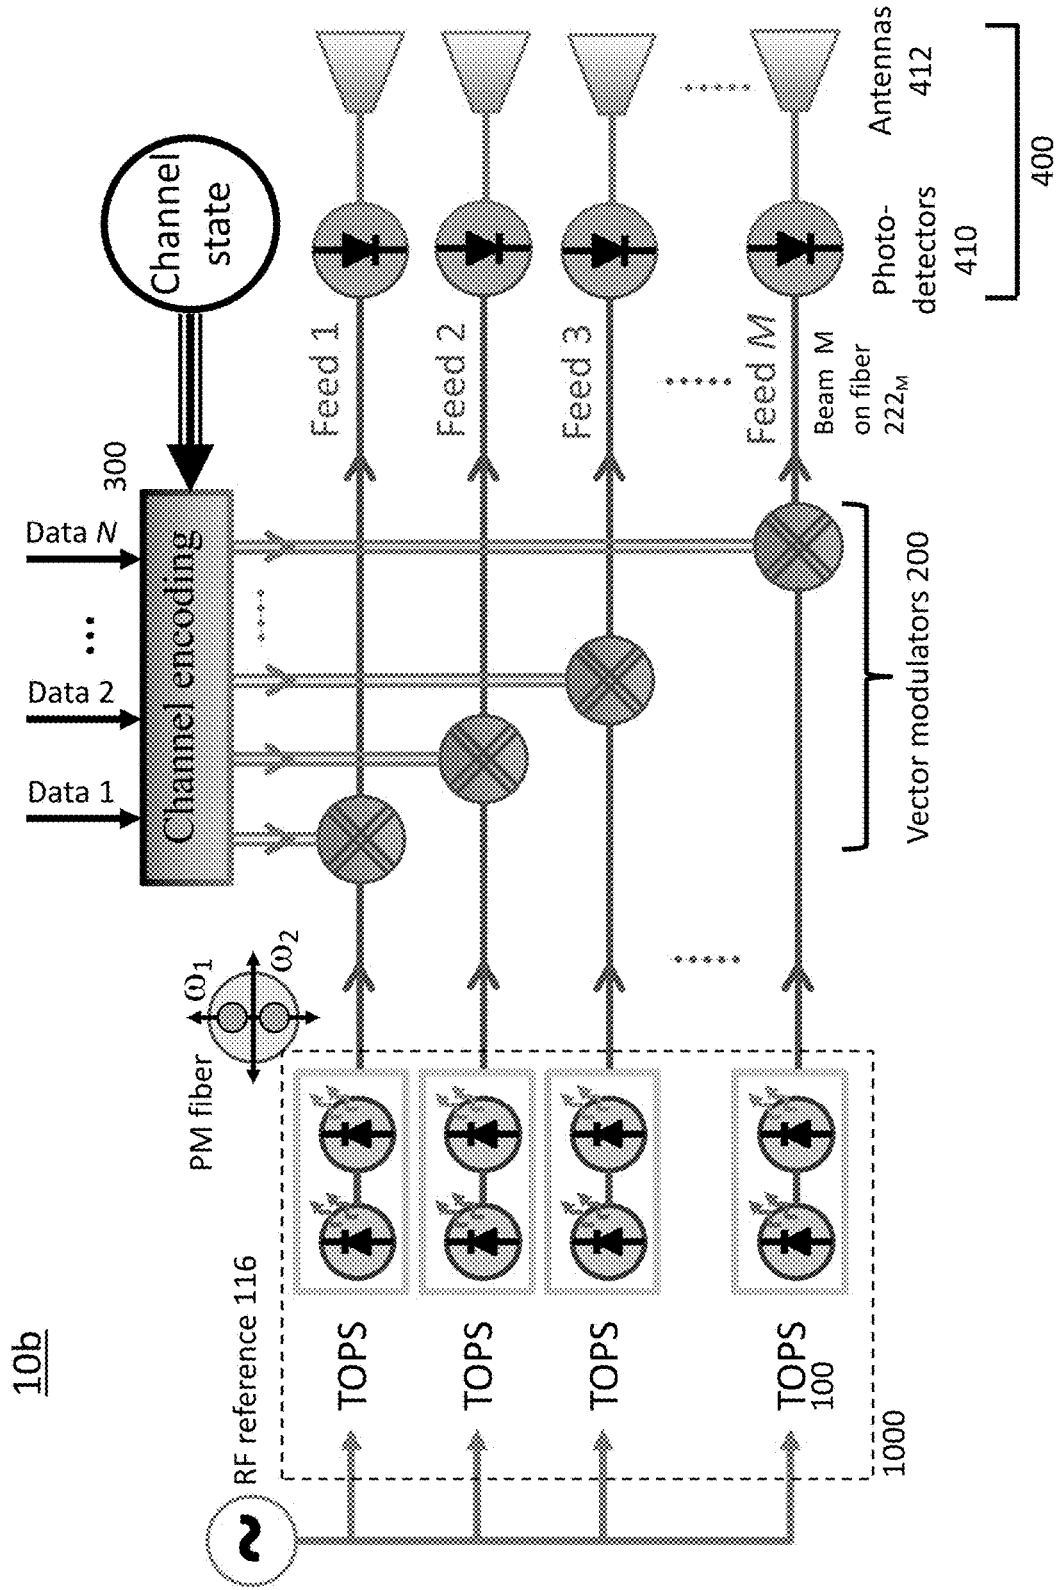 10b
RF reference 116
PM fiber
ω1
ω2
Data 1
Data 2
...
Data N
300
Channel encoding
Channel
state
TOPS
TOPS
TOPS
TOPS
100
1000
Feed 1
Feed 2
Feed 3
Feed M
Beam M
on fiber
222M
Vector modulators 200
Photo-
detectors
410
Antennas
412
400